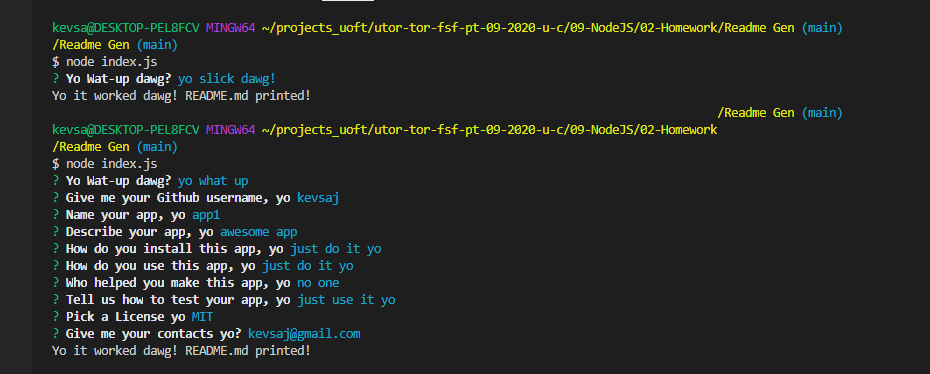 kevsa@DESKTOP-PEL8FCV MINGW64 ~/projects_uoft/utor-tor-fsf-pt-09-2020-u-c/09-NodeJS/02-Homework/Readme Gen (main)
/Readme Gen (main)
$ node index.js
? Yo Wat-up dawg? yo slick dawg!
Yo it worked dawg! README.md printed!
/Readme Gen (main)
kevsa@DESKTOP-PEL8FCV MINGW64 ~/projects_uoft/utor-tor-fsf-pt-09-2020-u-c/09-NodeJS/02-Homework
/Readme Gen (main)
$ node index.js
? Yo Wat-up dawg? yo what up
? Give me your Github username, yo kevsaj
? Name your app, yo app1
? Describe your app, yo awesome app
? How do you install this app, yo just do it yo
? How do you use this app, yo just do it yo
? Who helped you make this app, yo no one
? Tell us how to test your app, yo just use it yo
? Pick a License yo MIT
? Give me your contacts yo? kevsaj@gmail.com
Yo it worked dawg! README.md printed!